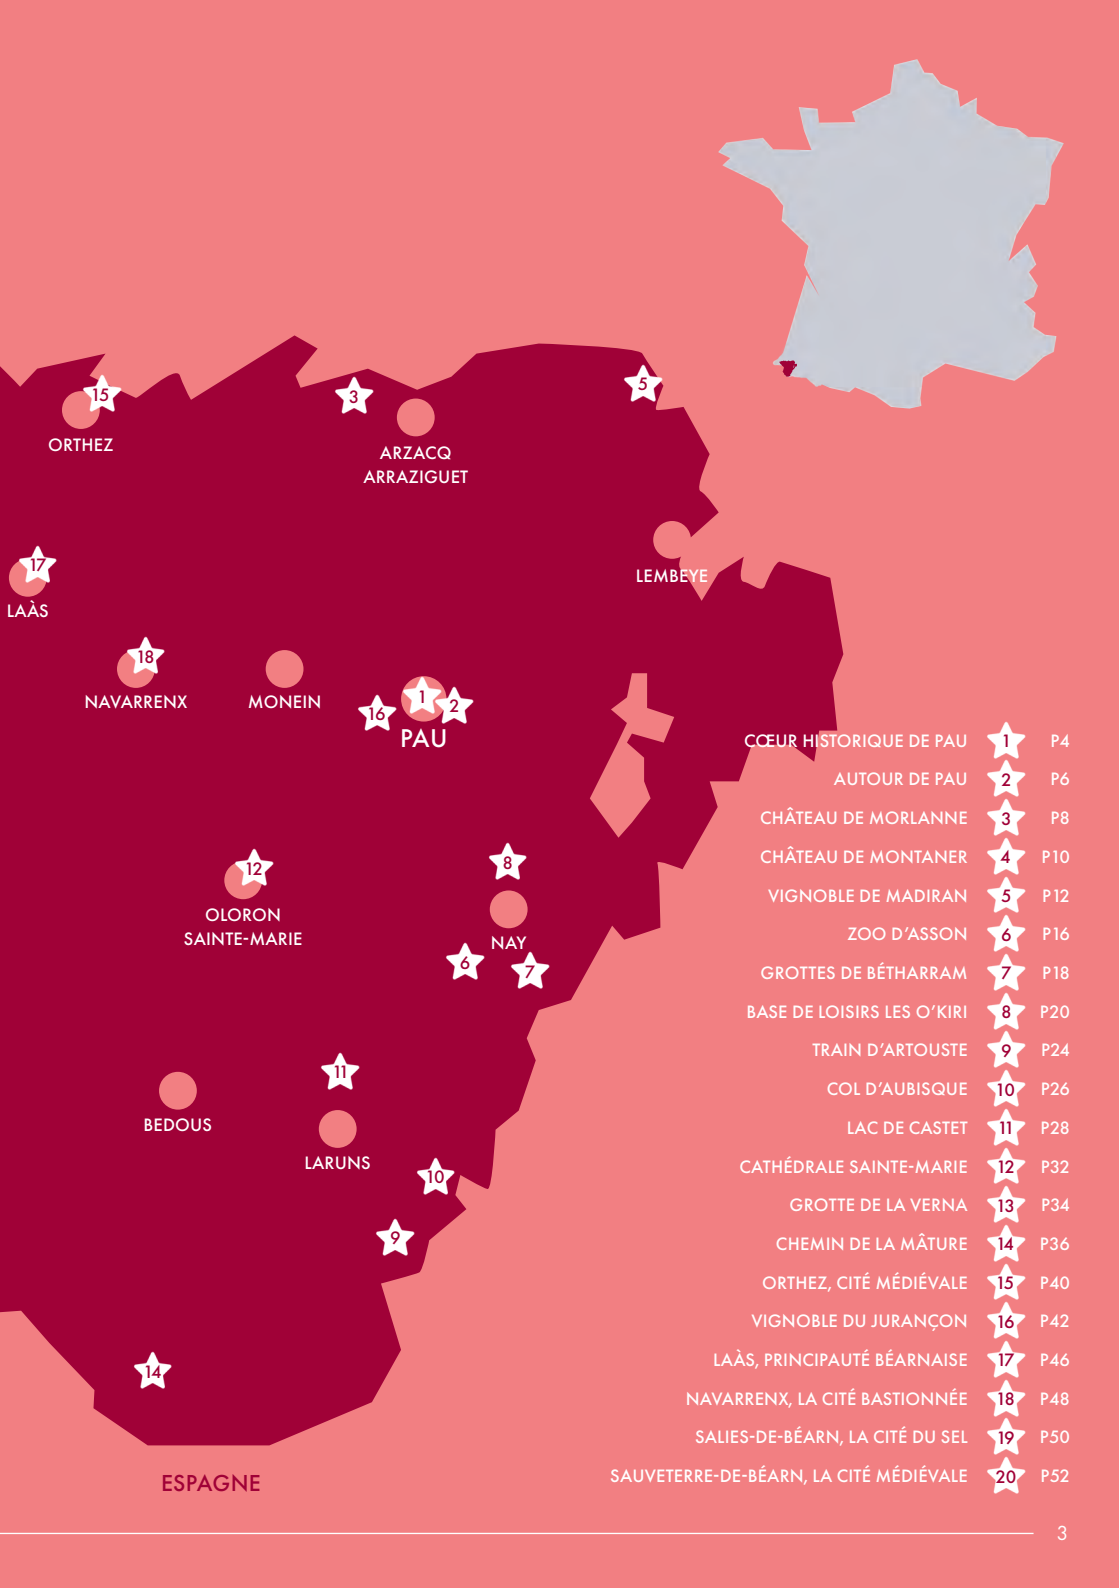 15
ORTHEZ
3
ARZACQ
ARRAZIGUET
5
LEMBEYE
17
LAÀS
18
NAVARRENX
MONEIN
16
1
2
PAU
12
OLORON
SAINTE-MARIE
8
NAY
6
7
11
BEDOUS
LARUNS
10
9
14
ESPAGNE
CŒUR HISTORIQUE DE PAU 1 P4
AUTOUR DE PAU 2 P6
CHÂTEAU DE MORLANNE 3 P8
CHÂTEAU DE MONTANER 4 P10
VIGNOBLE DE MADIRAN 5 P12
ZOO D'ASSON 6 P16
GROTTES DE BÉTHARRAM 7 P18
BASE DE LOISIRS LES O'KIRI 8 P20
TRAIN D'ARTOUSTE 9 P24
COL D'AUBISQUE 10 P26
LAC DE CASTET 11 P28
CATHÉDRALE SAINTE-MARIE 12 P32
GROTTE DE LA VERNA 13 P34
CHEMIN DE LA MÂTURE 14 P36
ORTHEZ, CITÉ MÉDIÉVALE 15 P40
VIGNOBLE DU JURANÇON 16 P42
LAÀS, PRINCIPAUTÉ BÉARNAISE 17 P46
NAVARRENX, LA CITÉ BASTIONNÉE 18 P48
SALIES-DE-BÉARN, LA CITÉ DU SEL 19 P50
SAUVETERRE-DE-BÉARN, LA CITÉ MÉDIÉVALE 20 P52
3